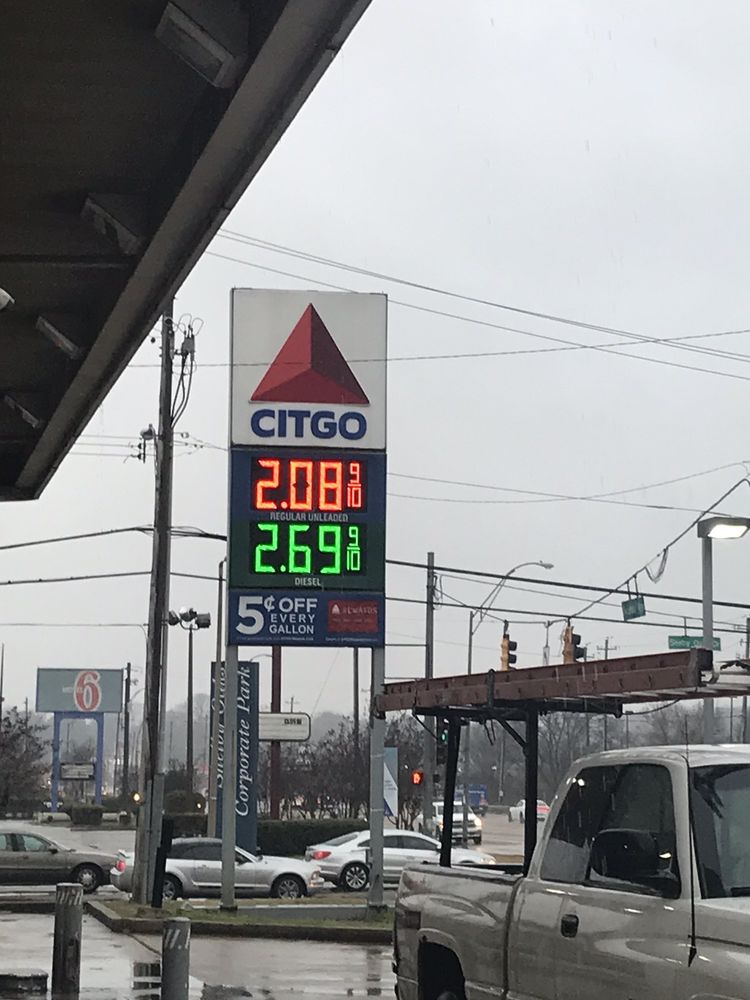 CITGO
2.08 9/10
REGULAR UNLEADED
2.69 9/10
DIESEL
5¢ OFF
EVERY
GALLON
REWARDS
6
Corporate Park